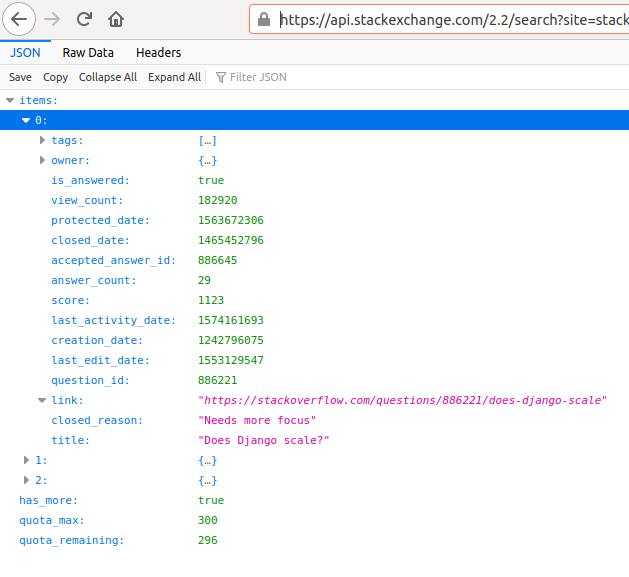 https://api.stackexchange.com/2.2/search?site=stack
JSON Raw Data Headers
Save Copy Collapse All Expand All Filter JSON
items:
0:
tags: […]
owner: {…}
is_answered: true
view_count: 182920
protected_date: 1563672306
closed_date: 1465452796
accepted_answer_id: 886645
answer_count: 29
score: 1123
last_activity_date: 1574161693
creation_date: 1242796075
last_edit_date: 1553129547
question_id: 886221
link: "https://stackoverflow.com/questions/886221/does-django-scale"
closed_reason: "Needs more focus"
title: "Does Django scale?"
1: {…}
2: {…}
has_more: true
quota_max: 300
quota_remaining: 296